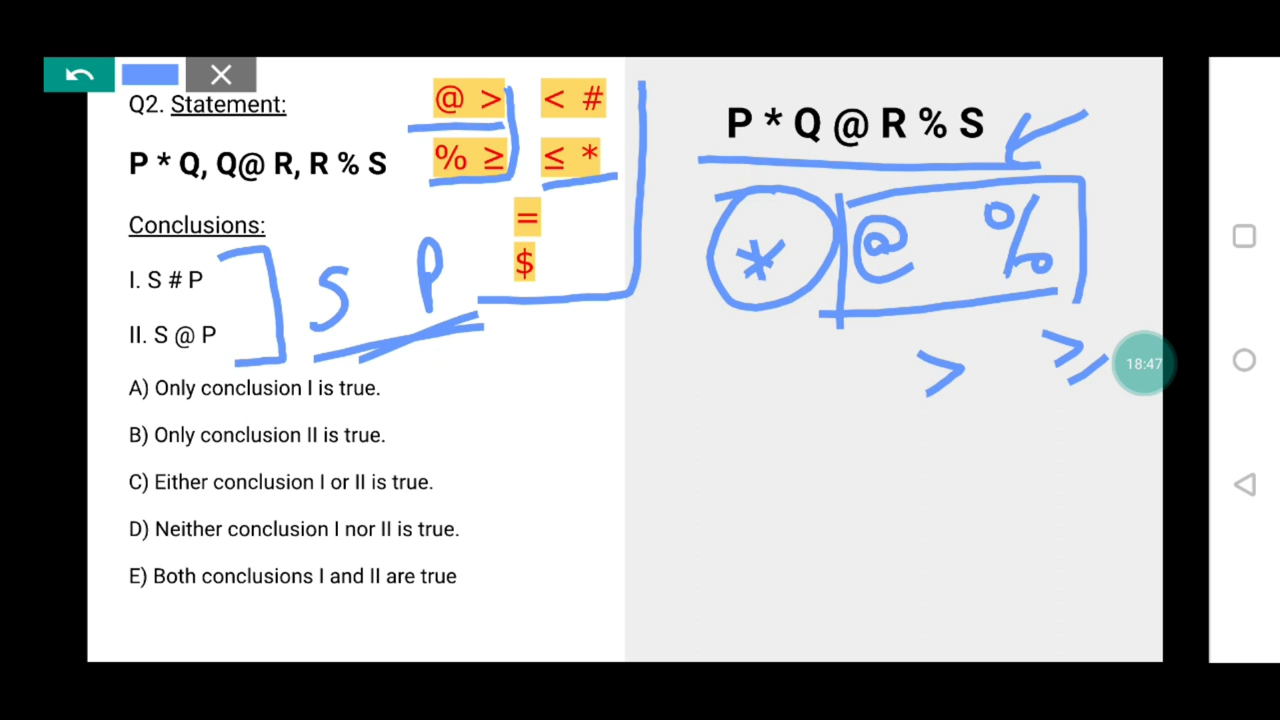 Q2. Statement:
@ >
< #
P * Q, Q@ R, R % S
% ≥
≤ *
=
$
Conclusions:
I. S # P
II. S @ P
S P
A) Only conclusion I is true.
B) Only conclusion II is true.
C) Either conclusion I or II is true.
D) Neither conclusion I nor II is true.
E) Both conclusions I and II are true
P * Q @ R % S
* @ %
> ≥
18:47